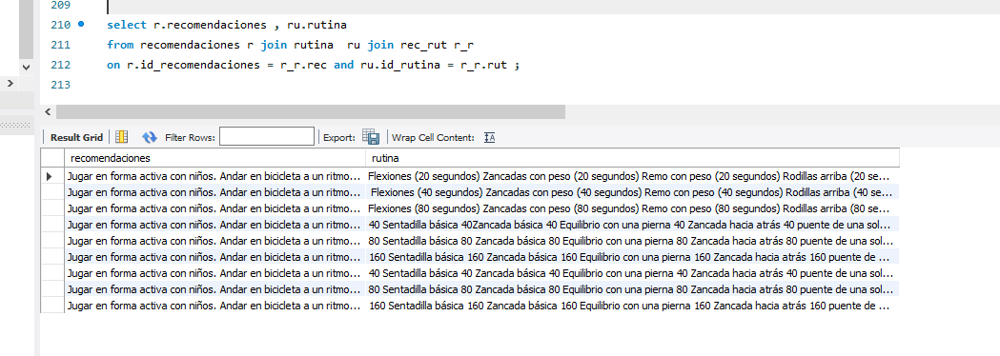 209
210 select r.recomendaciones , ru.rutina
211 from recomendaciones r join rutina ru join rec_rut r_r
212 on r.id_recomendaciones = r_r.rec and ru.id_rutina = r_r.rut ;
213
Result Grid Filter Rows: Export: Wrap Cell Content:
recomendaciones rutina
Jugar en forma activa con niños. Andar en bicicleta a un ritmo... Flexiones (20 segundos) Zancadas con peso (20 segundos) Remo con peso (20 segundos) Rodillas arriba (20 se...
Jugar en forma activa con niños. Andar en bicicleta a un ritmo... Flexiones (40 segundos) Zancadas con peso (40 segundos) Remo con peso (40 segundos) Rodillas arriba (40 se...
Jugar en forma activa con niños. Andar en bicicleta a un ritmo... Flexiones (80 segundos) Zancadas con peso (80 segundos) Remo con peso (80 segundos) Rodillas arriba (80 se...
Jugar en forma activa con niños. Andar en bicicleta a un ritmo... 40 Sentadilla básica 40Zancada básica 40 Equilibrio con una pierna 40 Zancada hacia atrás 40 puente de una sol...
Jugar en forma activa con niños. Andar en bicicleta a un ritmo... 80 Sentadilla básica 80 Zancada básica 80 Equilibrio con una pierna 80 Zancada hacia atrás 80 puente de una sol...
Jugar en forma activa con niños. Andar en bicicleta a un ritmo... 160 Sentadilla básica 160 Zancada básica 160 Equilibrio con una pierna 160 Zancada hacia atrás 160 puente de ...
Jugar en forma activa con niños. Andar en bicicleta a un ritmo... 40 Sentadilla básica 40 Zancada básica 40 Equilibrio con una pierna 40 Zancada hacia atrás 40 puente de una sol...
Jugar en forma activa con niños. Andar en bicicleta a un ritmo... 80 Sentadilla básica 80 Zancada básica 80 Equilibrio con una pierna 80 Zancada hacia atrás 80 puente de una sol...
Jugar en forma activa con niños. Andar en bicicleta a un ritmo... 160 Sentadilla básica 160 Zancada básica 160 Equilibrio con una pierna 160 Zancada hacia atrás 160 puente de ...